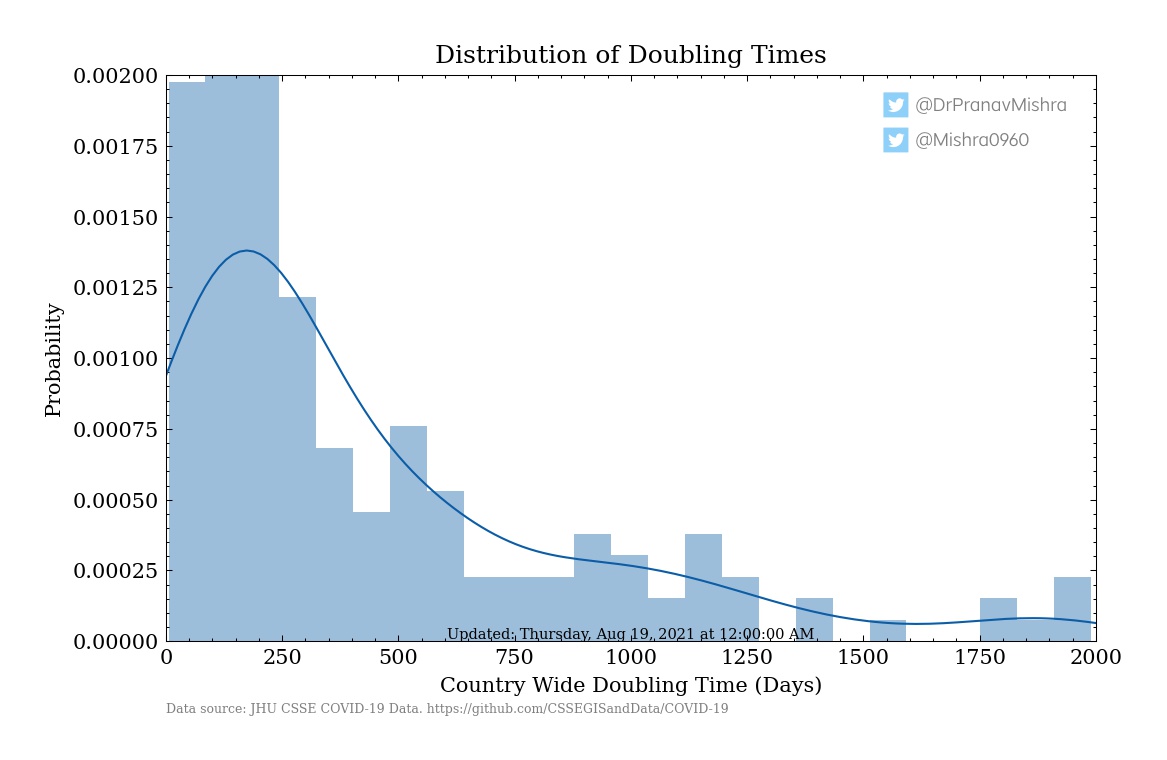 Distribution of Doubling Times
@DrPranavMishra
@Mishra0960
Probability
0.00200
0.00175
0.00150
0.00125
0.00100
0.00075
0.00050
0.00025
0.00000
Updated: Thursday, Aug 19, 2021 at 12:00:00 AM
0 250 500 750 1000 1250 1500 1750 2000
Country Wide Doubling Time (Days)
Data source: JHU CSSE COVID-19 Data. https://github.com/CSSEGISandData/COVID-19